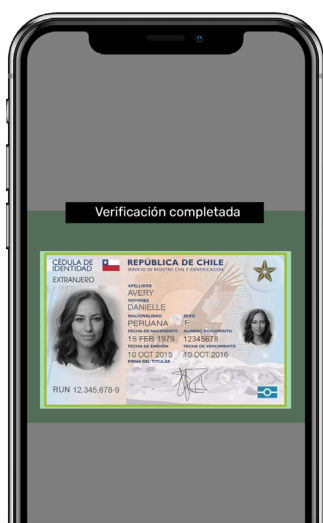 Verificación completada
CÉDULA DE IDENTIDAD
REPÚBLICA DE CHILE
SERVICIO DE REGISTRO CIVIL E IDENTIFICACIÓN
EXTRANJERO
APELLIDOS
AVERY
NOMBRES
DANIELLE
NACIONALIDAD SEXO
PERUANA F
FECHA DE NACIMIENTO NÚMERO DOCUMENTO
15 FEB 1979 12345678
FECHA DE EMISIÓN FECHA DE VENCIMIENTO
10 OCT 2015 10 OCT 2016
FIRMA DEL TITULAR
RUN 12.345.678-9